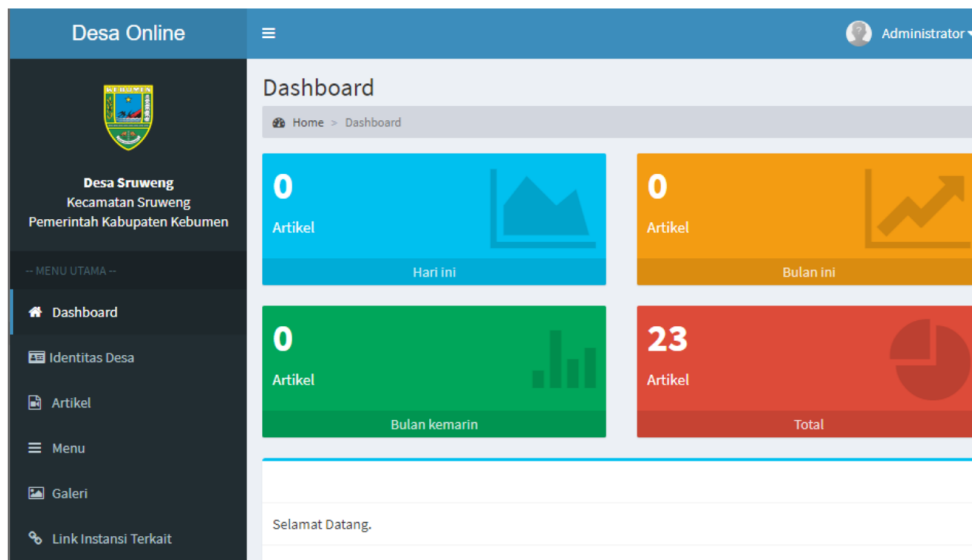 Desa Online
Administrator
Desa Sruweng
Kecamatan Sruweng
Pemerintah Kabupaten Kebumen
-- MENU UTAMA --
Dashboard
Identitas Desa
Artikel
Menu
Galeri
Link Instansi Terkait
Dashboard
Home > Dashboard
0
Artikel
Hari ini
0
Artikel
Bulan ini
0
Artikel
Bulan kemarin
23
Artikel
Total
Selamat Datang.